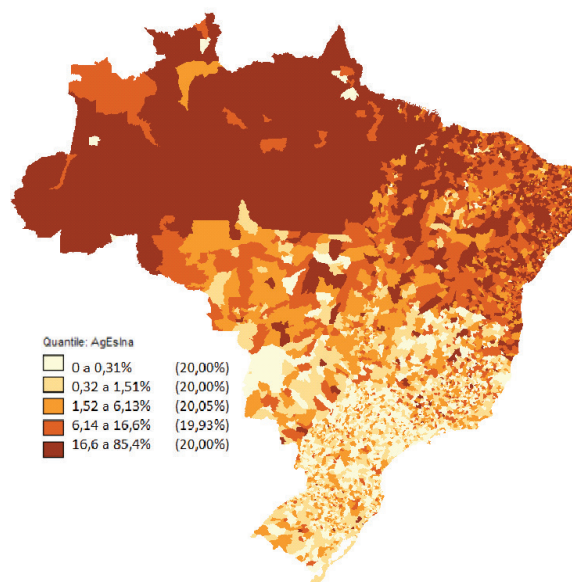 Quantile: AgEsIna
0 a 0,31% (20,00%)
0,32 a 1,51% (20,00%)
1,52 a 6,13% (20,05%)
6,14 a 16,6% (19,93%)
16,6 a 85,4% (20,00%)